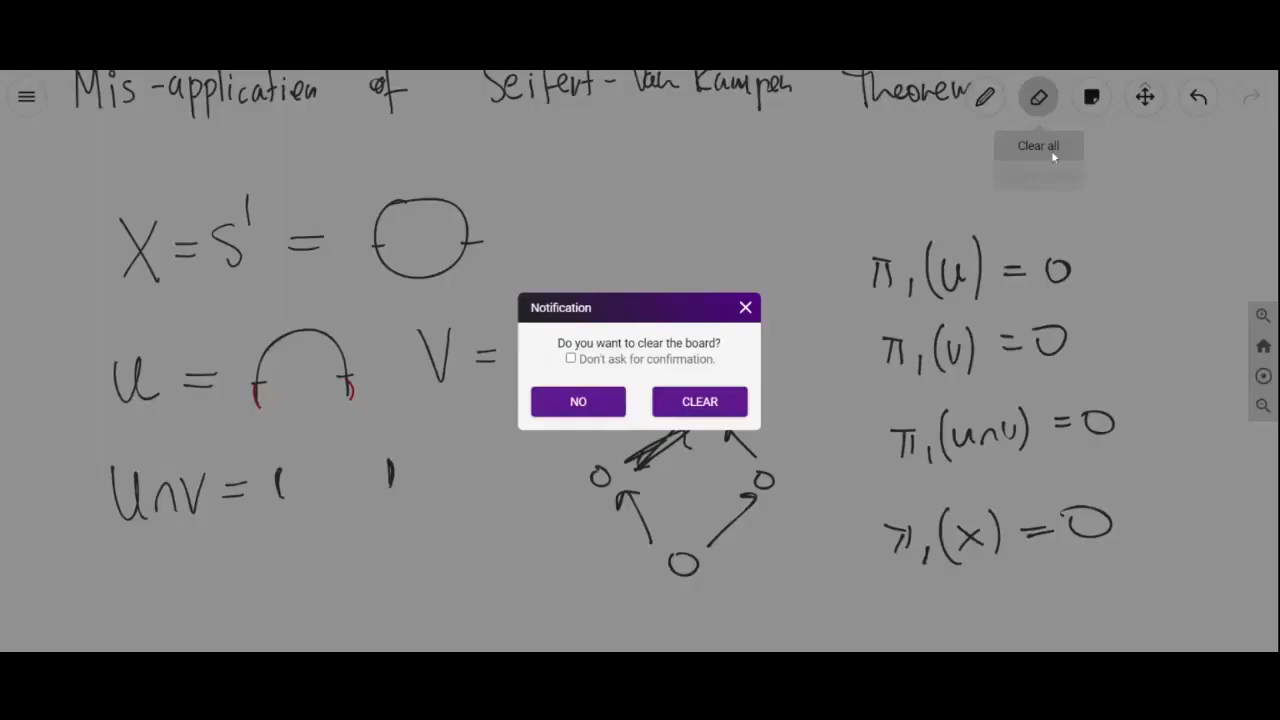 Mis-application of Seifert-Van Kampen Theorem
Clear all
X = S¹ =
π₁(u) = 0
Notification
Do you want to clear the board?
Don't ask for confirmation.
NO
CLEAR
u =
V =
π₁(v) = 0
π₁(u∩v) = 0
U∩V =
0
0
0
π₁(x) = 0